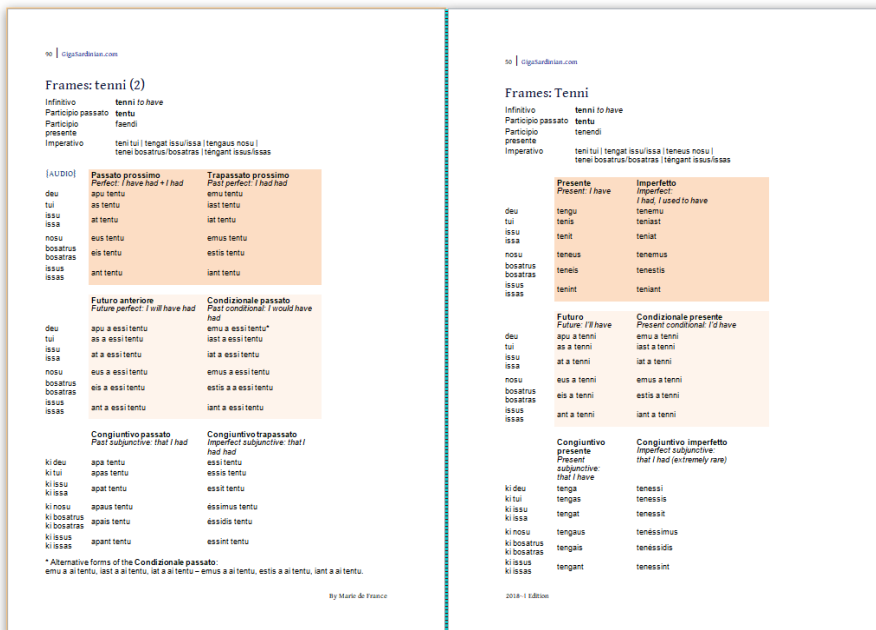 90 | GigaSardinian.com
Frames: tenni (2)
Infinitivo tenni to have
Participio passato tentu
Participio faendi
presente
Imperativo teni tui | tengat issu/issa | tengaus nosu |
tenei bosatrus/bosatras | tèngant issus/issas
|AUDIO| Passato prossimo Trapassato prossimo
Perfect: I have had + I had Past perfect: I had had
deu apu tentu emu tentu
tui as tentu iast tentu
issu
issa at tentu iat tentu
nosu eus tentu emus tentu
bosatrus
bosatras eis tentu estis tentu
issus
issas ant tentu iant tentu
Futuro anteriore Condizionale passato
Future perfect: I will have had Past conditional: I would have
had
deu apu a essi tentu emu a essi tentu*
tui as a essi tentu iast a essi tentu
issu
issa at a essi tentu iat a essi tentu
nosu eus a essi tentu emus a essi tentu
bosatrus
bosatras eis a essi tentu estis a a essi tentu
issus
issas ant a essi tentu iant a essi tentu
Congiuntivo passato Congiuntivo trapassato
Past subjunctive: that I had Imperfect subjunctive: that I
had had
ki deu apa tentu essi tentu
ki tui apas tentu essis tentu
ki issu
ki issa apat tentu essit tentu
ki nosu apaus tentu éssimus tentu
ki bosatrus
ki bosatras apais tentu éssidis tentu
ki issus
ki issas apant tentu essint tentu
* Alternative forms of the Condizionale passato:
emu a ai tentu, iast a ai tentu, iat a ai tentu – emus a ai tentu, estis a ai tentu, iant a ai tentu.
By Marie de France
90 | GigaSardinian.com
Frames: Tenni
Infinitivo tenni to have
Participio passato tentu
Participio tenendi
presente
Imperativo teni tui | tengat issu/issa | teneus nosu |
tenei bosatrus/bosatras | tèngant issus/issas
Presente Imperfetto
Present: I have Imperfect:
I had, I used to have
deu tengu tenemu
tui tenis teniast
issu
issa tenit teniat
nosu teneus tenemus
bosatrus
bosatras teneis tenestis
issus
issas tenint teniant
Futuro Condizionale presente
Future: I'll have Present conditional: I'd have
deu apu a tenni emu a tenni
tui as a tenni iast a tenni
issu
issa at a tenni iat a tenni
nosu eus a tenni emus a tenni
bosatrus
bosatras eis a tenni estis a tenni
issus
issas ant a tenni iant a tenni
Congiuntivo Congiuntivo imperfetto
presente Imperfect subjunctive:
Present that I had (extremely rare)
subjunctive:
that I have
ki deu tenga tenessi
ki tui tengas tenessis
ki issu
ki issa tengat tenessit
ki nosu tengaus tenéssimus
ki bosatrus
ki bosatras tengais tenéssidis
ki issus
ki issas tengant tenessint
2018–I Edition